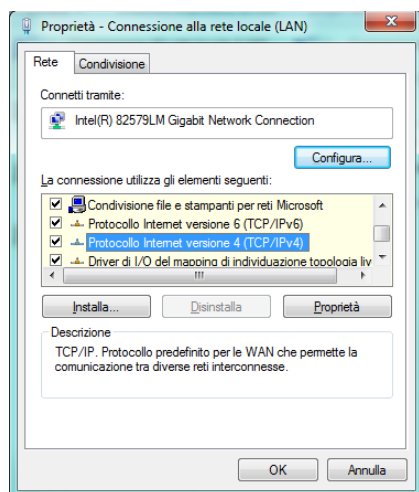 Proprietà - Connessione alla rete locale (LAN)
Rete Condivisione
Connetti tramite:
Intel(R) 82579LM Gigabit Network Connection
Configura...
La connessione utilizza gli elementi seguenti:
Condivisione file e stampanti per reti Microsoft
Protocollo Internet versione 6 (TCP/IPv6)
Protocollo Internet versione 4 (TCP/IPv4)
Driver di I/O del mapping di individuazione topologia liv
Installa... Disinstalla Proprietà
Descrizione
TCP/IP. Protocollo predefinito per le WAN che permette la
comunicazione tra diverse reti interconnesse.
OK Annulla